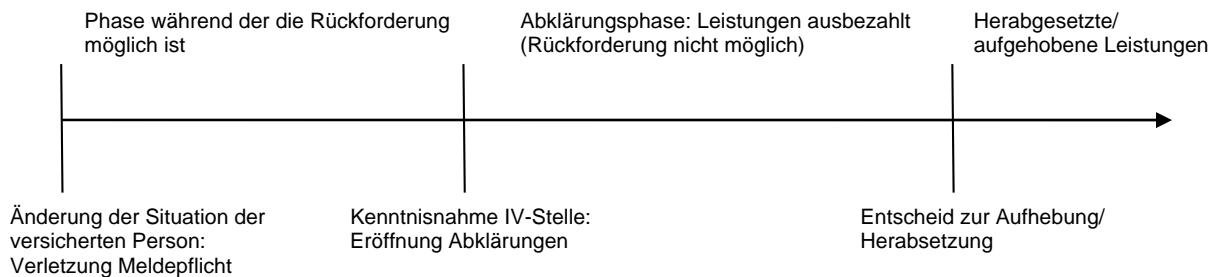 Phase während der die Rückforderung
möglich ist
Abklärungsphase: Leistungen ausbezahlt
(Rückforderung nicht möglich)
Herabgesetzte/
aufgehobene Leistungen
Änderung der Situation der
versicherten Person:
Verletzung Meldepflicht
Kenntnisnahme IV-Stelle:
Eröffnung Abklärungen
Entscheid zur Aufhebung/
Herabsetzung